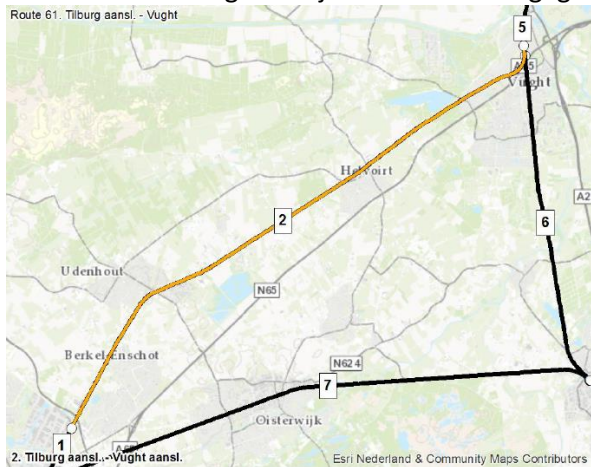 Route 61. Tilburg aansl. - Vught
5
Vught
Helvoirt
2
A2
6
Udenhout
N65
Berkel-Enschot
N624
7
Oisterwijk
1
2. Tilburg aansl. - Vught aansl.
Esri Nederland & Community Maps Contributors